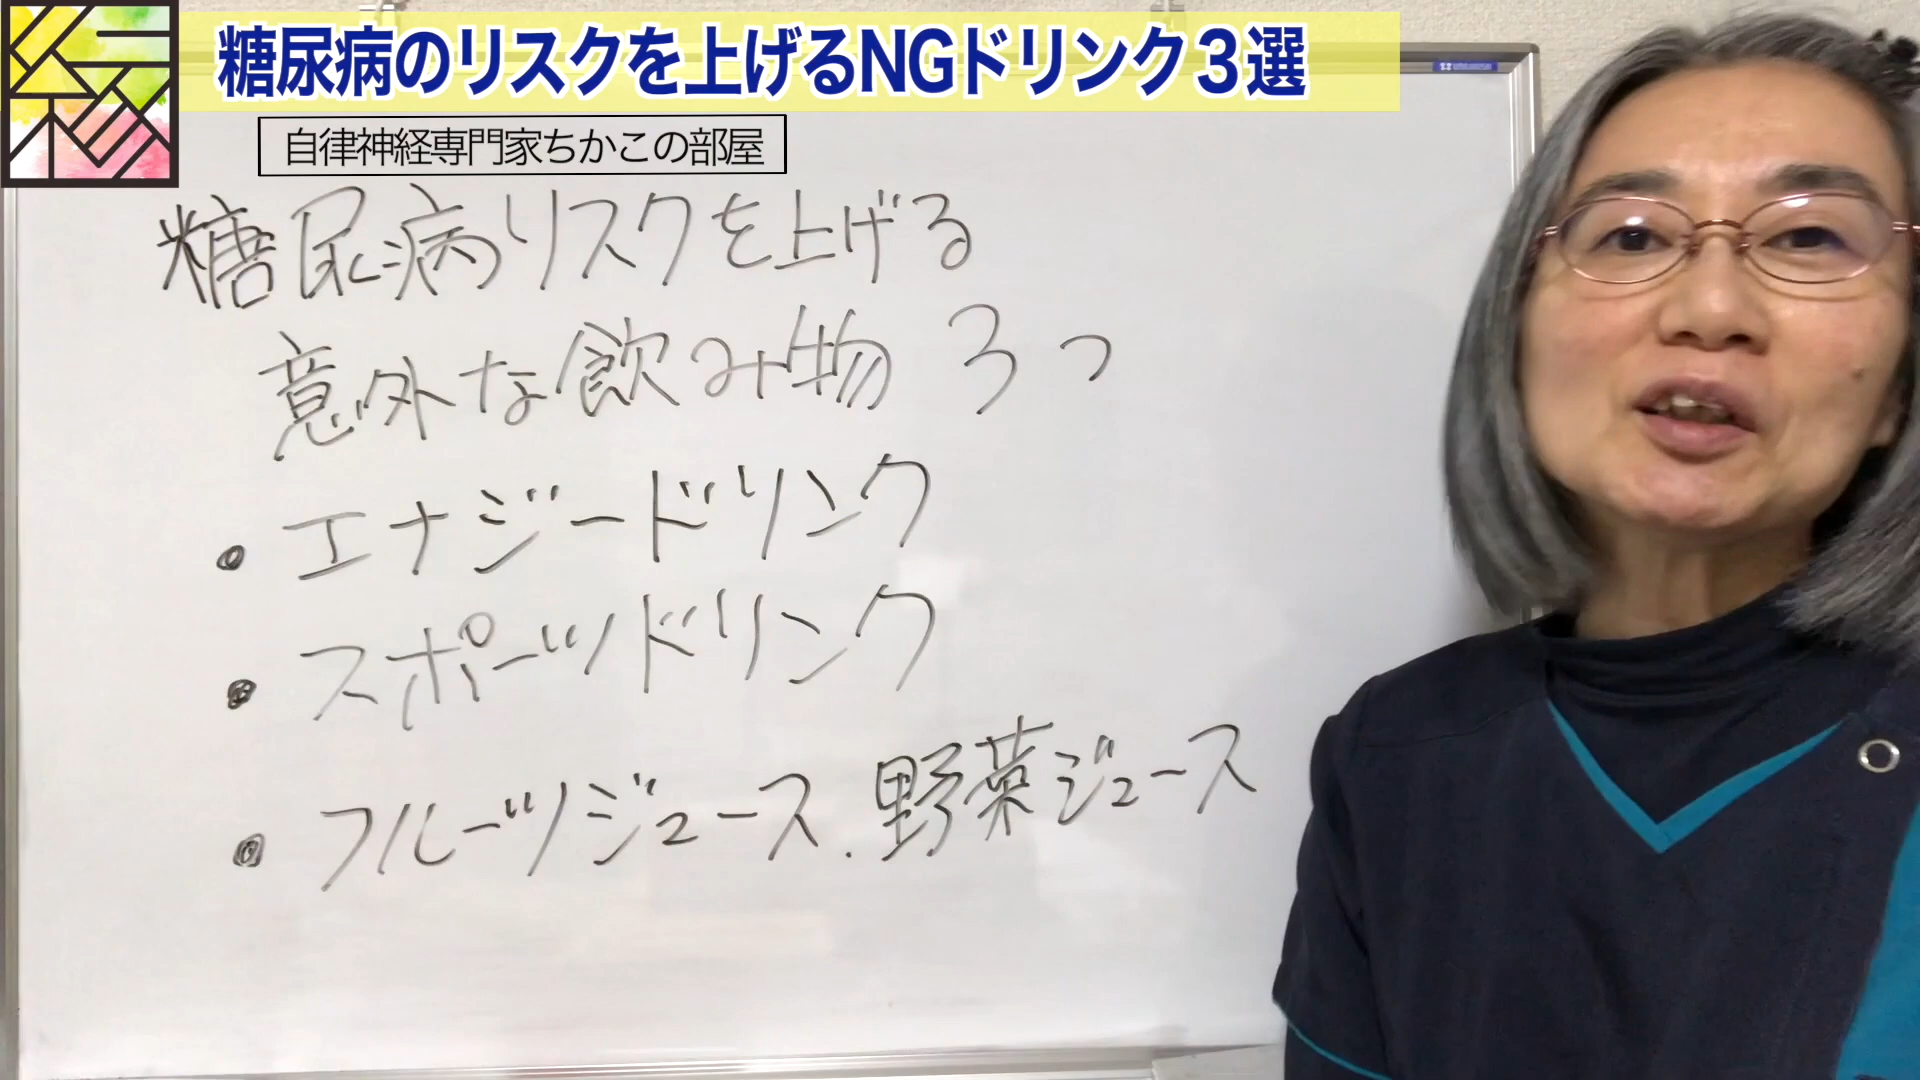 糖尿病のリスクを上げるNGドリンク3選
自律神経専門家ちかこの部屋
糖尿病リスクを上げる
意外な飲み物 3つ
・エナジードリンク
・スポーツドリンク
・フルーツジュース.野菜ジュース